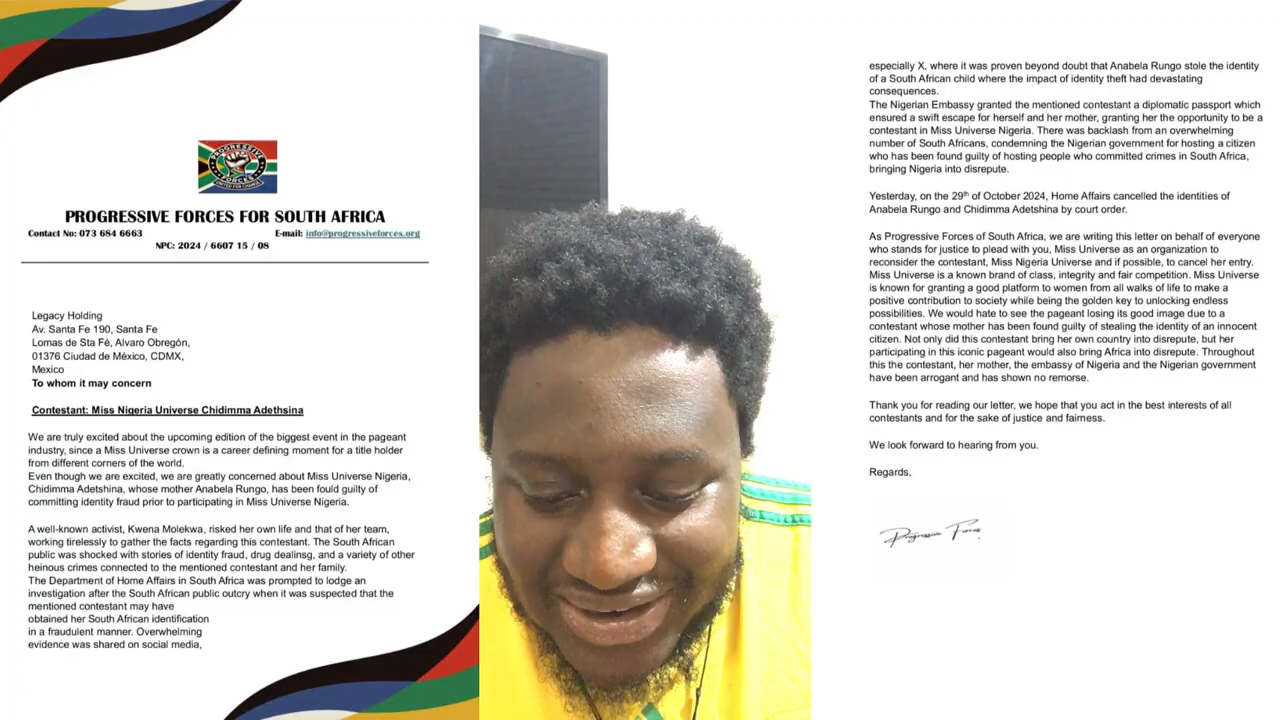 PROGRESSIVE
FORCES
UNITED FOR CHANGE
PROGRESSIVE FORCES FOR SOUTH AFRICA
Contact No: 073 684 6663 E-mail: info@progressiveforces.org
NPC: 2024 / 6607 15 / 08
Legacy Holding
Av. Santa Fe 190, Santa Fe
Lomas de Sta Fé, Alvaro Obregón,
01376 Ciudad de México, CDMX,
Mexico
To whom it may concern
Contestant: Miss Nigeria Universe Chidimma Adethsina
We are truly excited about the upcoming edition of the biggest event in the pageant
industry, since a Miss Universe crown is a career defining moment for a title holder
from different corners of the world.
Even though we are excited, we are greatly concerned about Miss Universe Nigeria,
Chidimma Adetshina, whose mother Anabela Rungo, has been fould guilty of
committing identity fraud prior to participating in Miss Universe Nigeria.
A well-known activist, Kwena Molekwa, risked her own life and that of her team,
working tirelessly to gather the facts regarding this contestant. The South African
public was shocked with stories of identity fraud, drug dealinsg, and a variety of other
heinous crimes connected to the mentioned contestant and her family.
The Department of Home Affairs in South Africa was prompted to lodge an
investigation after the South African public outcry when it was suspected that the
mentioned contestant may have
obtained her South African identification
in a fraudulent manner. Overwhelming
evidence was shared on social media,
especially X, where it was proven beyond doubt that Anabela Rungo stole the identity
of a South African child where the impact of identity theft had devastating
consequences.
The Nigerian Embassy granted the mentioned contestant a diplomatic passport which
ensured a swift escape for herself and her mother, granting her the opportunity to be a
contestant in Miss Universe Nigeria. There was backlash from an overwhelming
number of South Africans, condemning the Nigerian government for hosting a citizen
who has been found guilty of hosting people who committed crimes in South Africa,
bringing Nigeria into disrepute.
Yesterday, on the 29th of October 2024, Home Affairs cancelled the identities of
Anabela Rungo and Chidimma Adetshina by court order.
As Progressive Forces of South Africa, we are writing this letter on behalf of everyone
who stands for justice to plead with you, Miss Universe as an organization to
reconsider the contestant, Miss Nigeria Universe and if possible, to cancel her entry.
Miss Universe is a known brand of class, integrity and fair competition. Miss Universe
is known for granting a good platform to women from all walks of life to make a
positive contribution to society while being the golden key to unlocking endless
possibilities. We would hate to see the pageant losing its good image due to a
contestant whose mother has been found guilty of stealing the identity of an innocent
citizen. Not only did this contestant bring her own country into disrepute, but her
participating in this iconic pageant would also bring Africa into disrepute. Throughout
this the contestant, her mother, the embassy of Nigeria and the Nigerian government
have been arrogant and has shown no remorse.
Thank you for reading our letter, we hope that you act in the best interests of all
contestants and for the sake of justice and fairness.
We look forward to hearing from you.
Regards,
Progressive Forces.